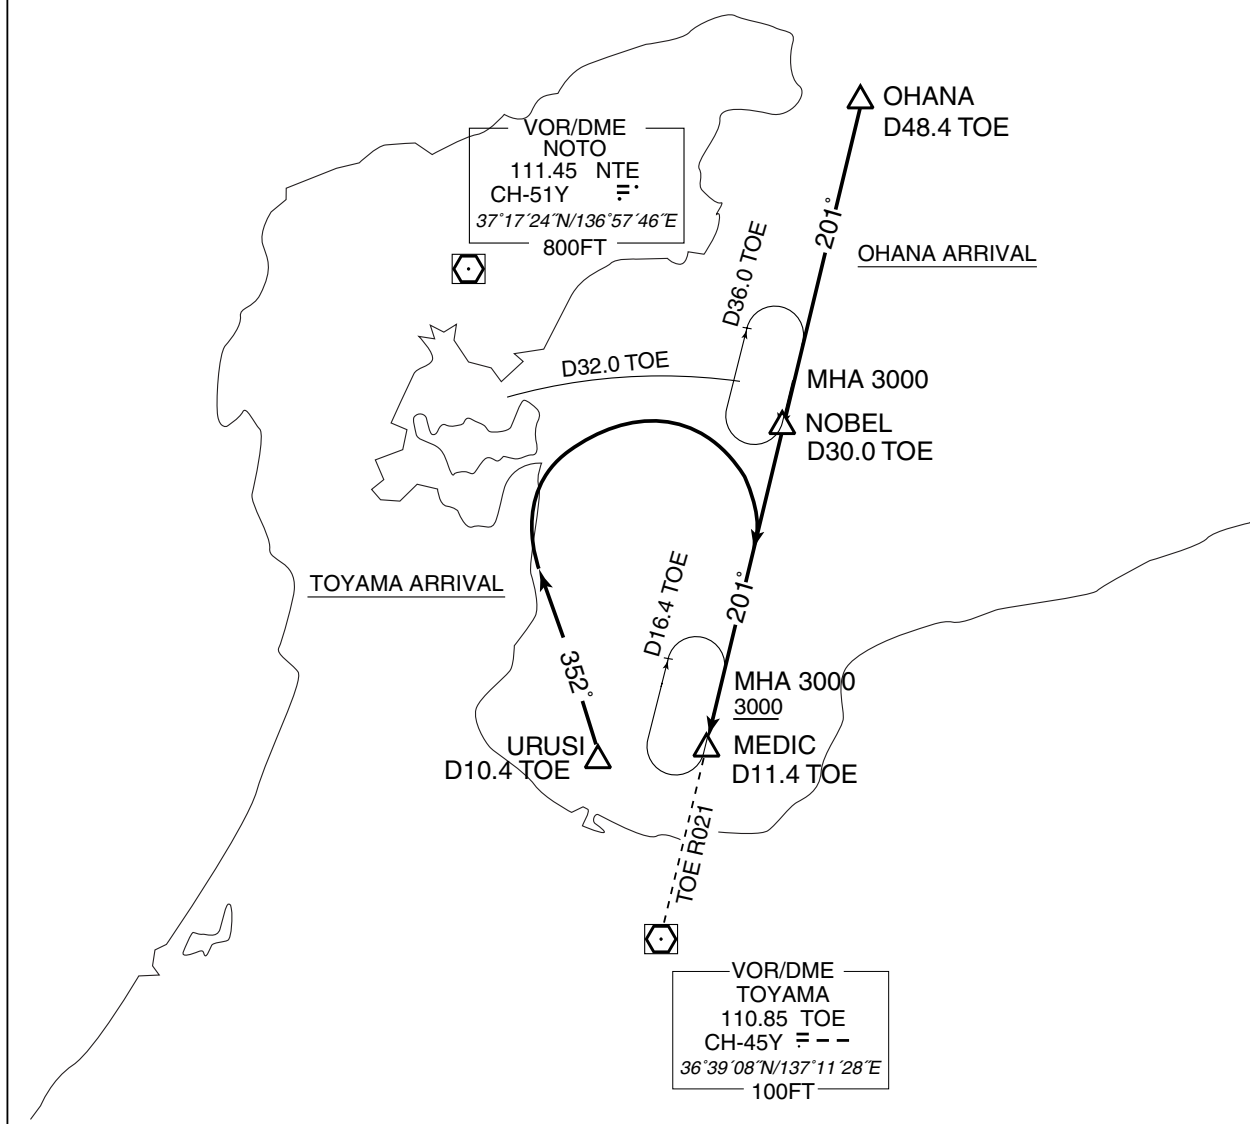 OHANA
D48.4 TOE
VOR/DME
NOTO
111.45 NTE
CH-51Y
37°17´24˝N/136°57´46˝E
800FT
201°
OHANA ARRIVAL
D36.0 TOE
D32.0 TOE
MHA 3000
NOBEL
D30.0 TOE
TOYAMA ARRIVAL
D16.4 TOE
201°
352°
MHA 3000
3000
URUSI
D10.4 TOE
MEDIC
D11.4 TOE
TOE R021
VOR/DME
TOYAMA
110.85 TOE
CH-45Y
36°39´08˝N/137°11´28˝E
100FT